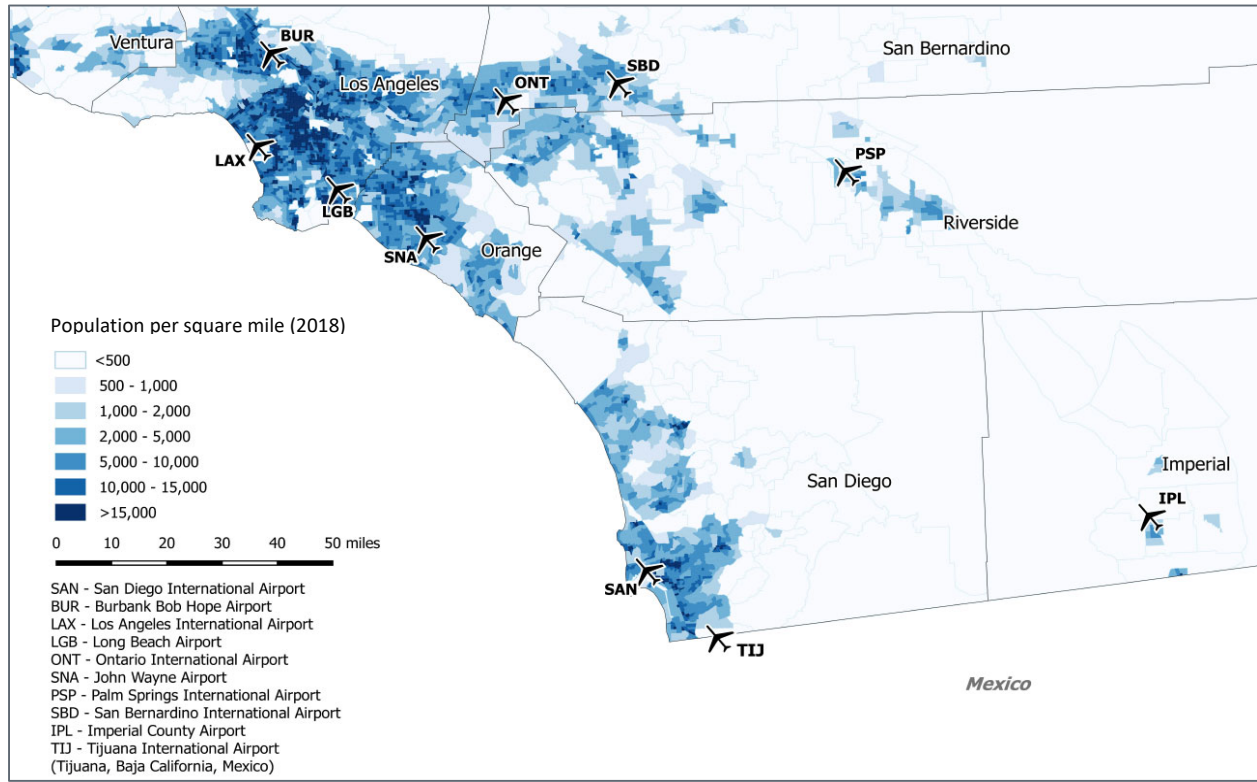 BUR
Ventura
San Bernardino
SBD
Los Angeles
ONT
LAX
PSP
LGB
Riverside
SNA
Orange
Population per square mile (2018)
<500
500 - 1,000
1,000 - 2,000
2,000 - 5,000
5,000 - 10,000
10,000 - 15,000
>15,000
0 10 20 30 40 50 miles
Imperial
San Diego
IPL
SAN
TIJ
Mexico
SAN - San Diego International Airport
BUR - Burbank Bob Hope Airport
LAX - Los Angeles International Airport
LGB - Long Beach Airport
ONT - Ontario International Airport
SNA - John Wayne Airport
PSP - Palm Springs International Airport
SBD - San Bernardino International Airport
IPL - Imperial County Airport
TIJ - Tijuana International Airport
(Tijuana, Baja California, Mexico)